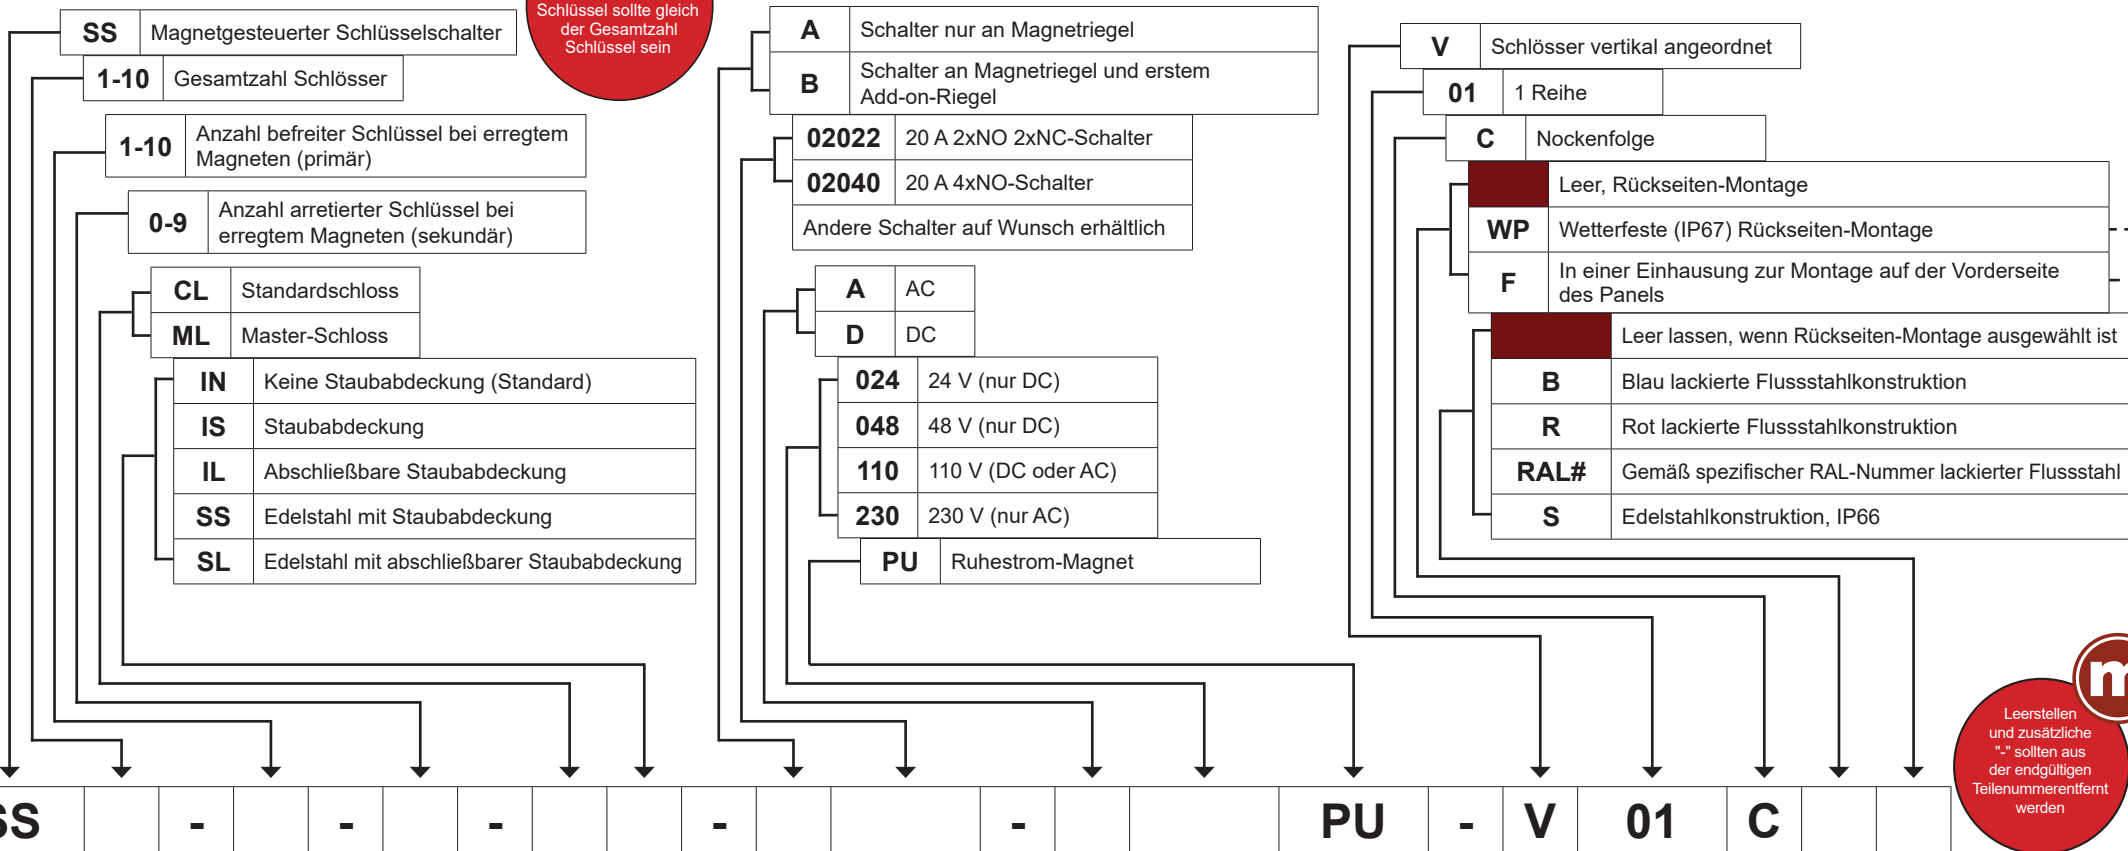 Schlüssel sollte gleich
der Gesamtzahl
Schlüssel sein
SS Magnetgesteuerter Schlüsselschalter
1-10 Gesamtzahl Schlösser
1-10 Anzahl befreiter Schlüssel bei erregtem
Magneten (primär)
0-9 Anzahl arretierter Schlüssel bei
erregtem Magneten (sekundär)
CL Standardschloss
ML Master-Schloss
IN Keine Staubabdeckung (Standard)
IS Staubabdeckung
IL Abschließbare Staubabdeckung
SS Edelstahl mit Staubabdeckung
SL Edelstahl mit abschließbarer Staubabdeckung
A Schalter nur an Magnetriegel
B Schalter an Magnetriegel und erstem
Add-on-Riegel
02022 20 A 2xNO 2xNC-Schalter
02040 20 A 4xNO-Schalter
Andere Schalter auf Wunsch erhältlich
A AC
D DC
024 24 V (nur DC)
048 48 V (nur DC)
110 110 V (DC oder AC)
230 230 V (nur AC)
PU Ruhestrom-Magnet
V Schlösser vertikal angeordnet
01 1 Reihe
C Nockenfolge
Leer, Rückseiten-Montage
WP Wetterfeste (IP67) Rückseiten-Montage
F In einer Einhausung zur Montage auf der Vorderseite
des Panels
Leer lassen, wenn Rückseiten-Montage ausgewählt ist
B Blau lackierte Flussstahlkonstruktion
R Rot lackierte Flussstahlkonstruktion
RAL# Gemäß spezifischer RAL-Nummer lackierter Flussstahl
S Edelstahlkonstruktion, IP66
m
Leerstellen
und zusätzliche
"-" sollten aus
der endgültigen
Teilenummerentfernt
werden
SS - - - - - PU - V 01 C